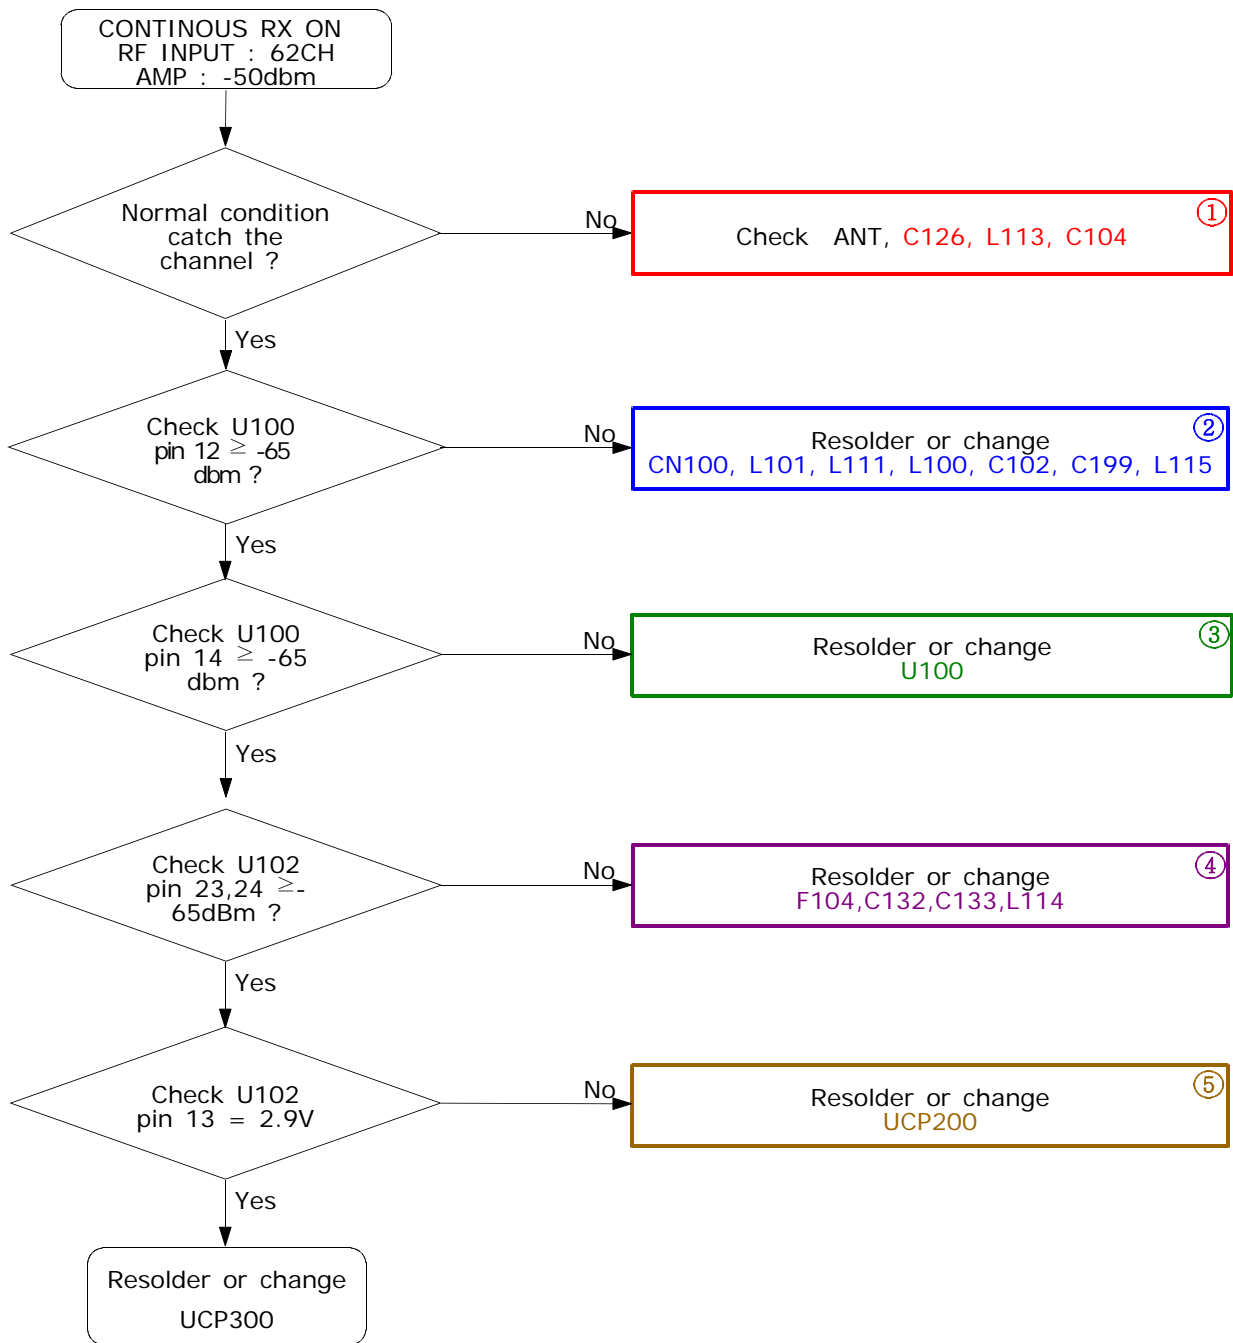 CONTINOUS RX ON
RF INPUT : 62CH
AMP : -50dbm
Normal condition
catch the
channel ?
No
①
Check ANT, C126, L113, C104
Yes
Check U100
pin 12 ≥ -65
dbm ?
No
②
Resolder or change
CN100, L101, L111, L100, C102, C199, L115
Yes
Check U100
pin 14 ≥ -65
dbm ?
No
③
Resolder or change
U100
Yes
Check U102
pin 23,24 ≥-
65dBm ?
No
④
Resolder or change
F104,C132,C133,L114
Yes
Check U102
pin 13 = 2.9V
No
⑤
Resolder or change
UCP200
Yes
Resolder or change
UCP300